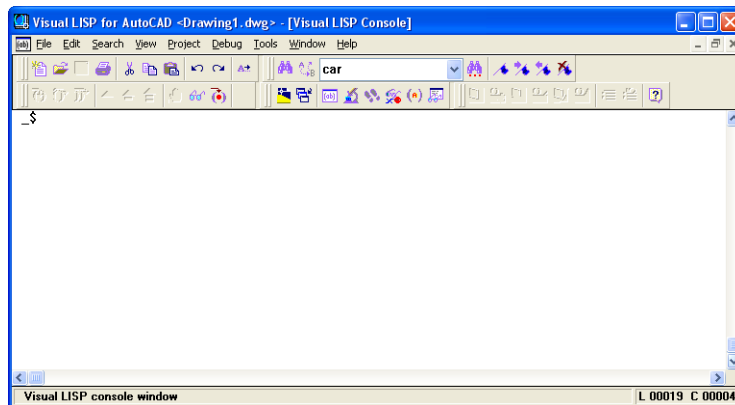 Visual LISP for AutoCAD <Drawing1.dwg> - [Visual LISP Console]
File Edit Search View Project Debug Tools Window Help
car
_$
Visual LISP console window L 00019 C 00004